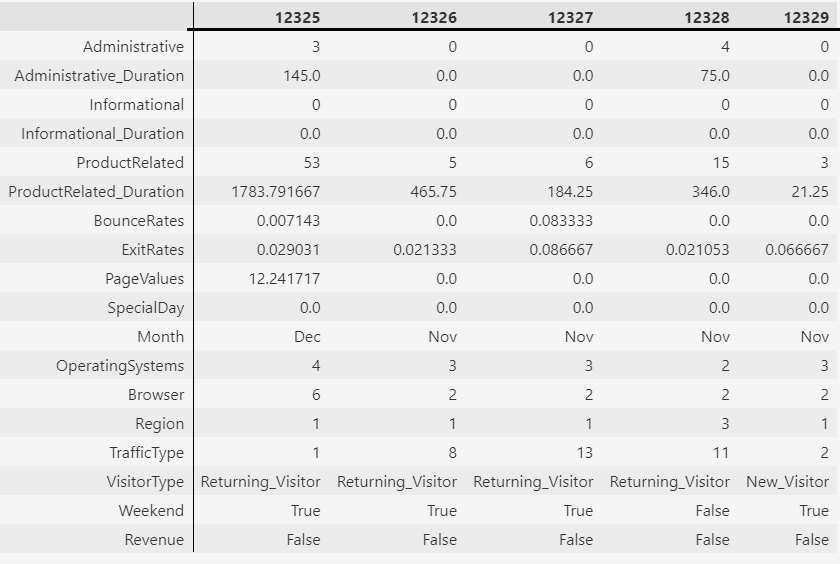 12325 12326 12327 12328 12329
Administrative 3 0 0 4 0
Administrative_Duration 145.0 0.0 0.0 75.0 0.0
Informational 0 0 0 0 0
Informational_Duration 0.0 0.0 0.0 0.0 0.0
ProductRelated 53 5 6 15 3
ProductRelated_Duration 1783.791667 465.75 184.25 346.0 21.25
BounceRates 0.007143 0.0 0.083333 0.0 0.0
ExitRates 0.029031 0.021333 0.086667 0.021053 0.066667
PageValues 12.241717 0.0 0.0 0.0 0.0
SpecialDay 0.0 0.0 0.0 0.0 0.0
Month Dec Nov Nov Nov Nov
OperatingSystems 4 3 3 2 3
Browser 6 2 2 2 2
Region 1 1 1 3 1
TrafficType 1 8 13 11 2
VisitorType Returning_Visitor Returning_Visitor Returning_Visitor Returning_Visitor New_Visitor
Weekend True True True False True
Revenue False False False False False